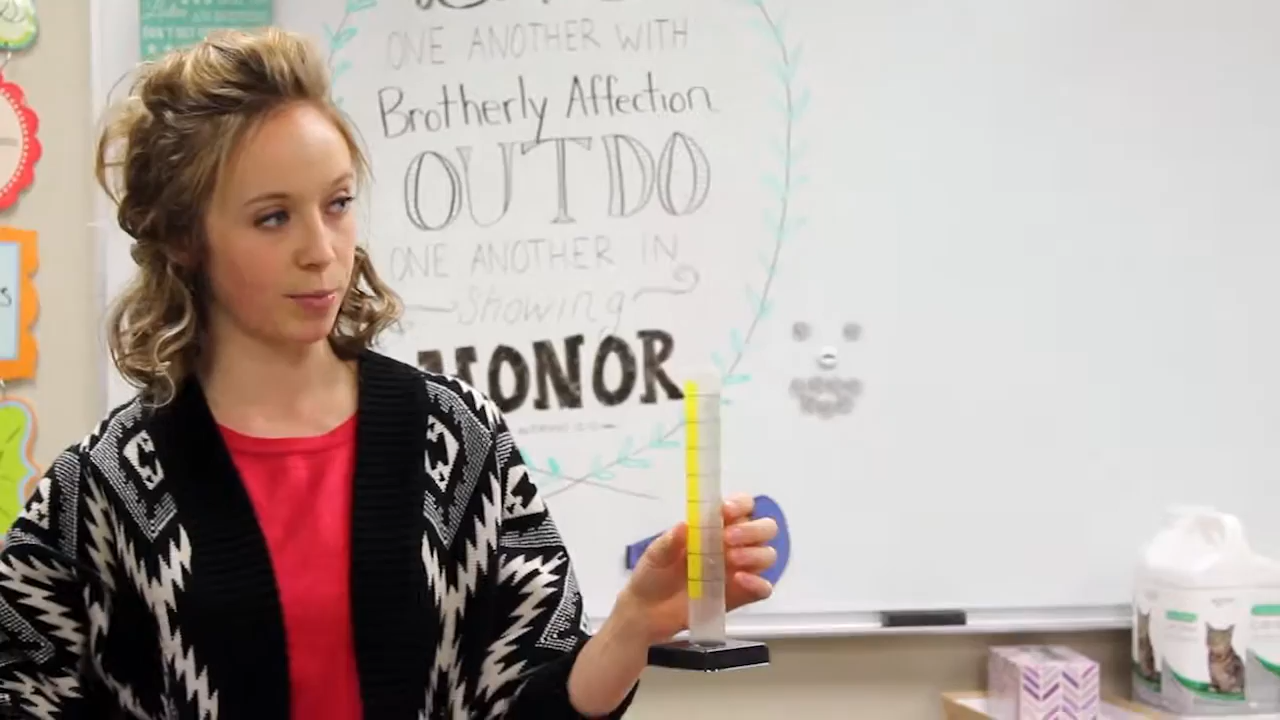 ONE ANOTHER WITH
Brotherly Affection
OUTDO
ONE ANOTHER IN
Showing
HONOR